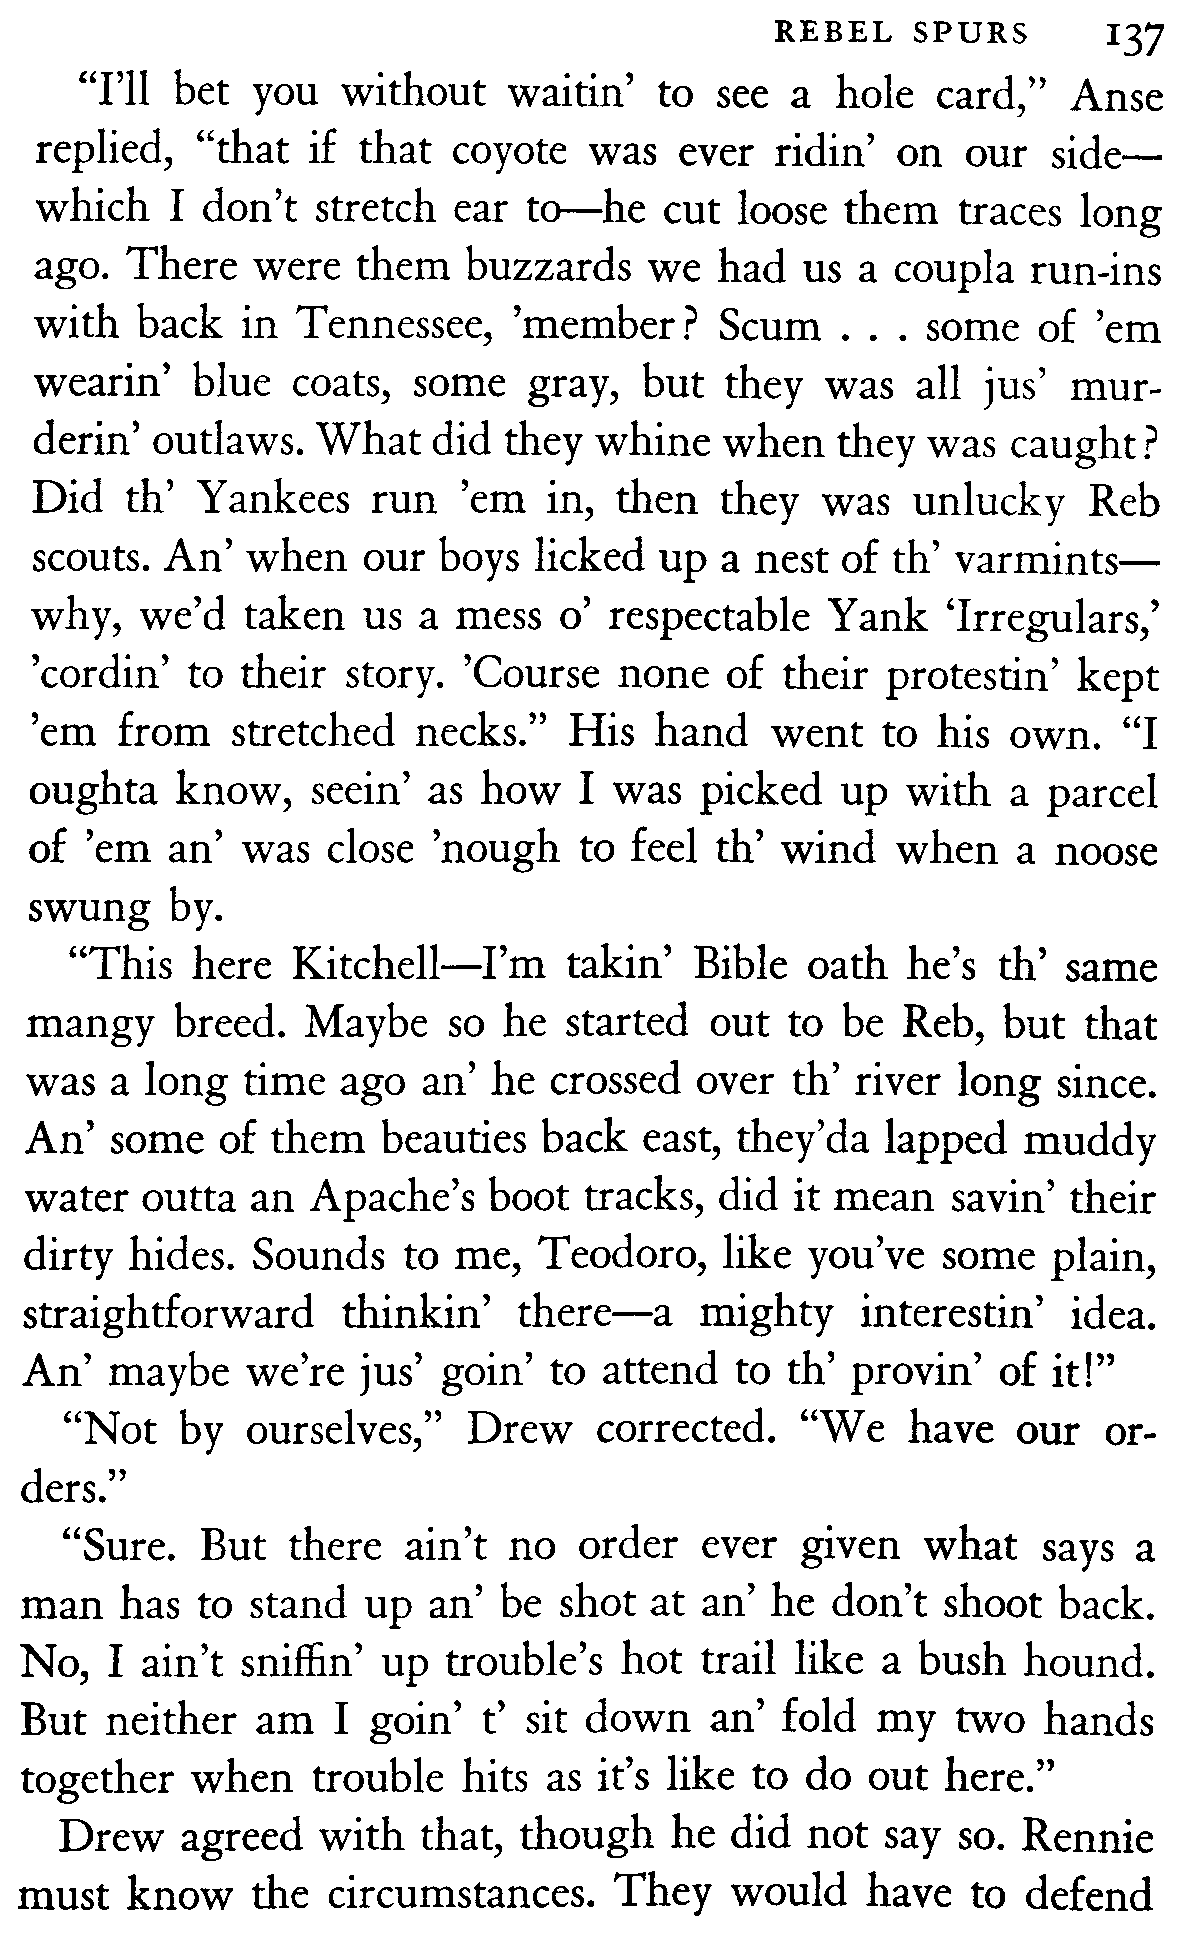 REBEL SPURS 137
“I’ll bet you without waitin’ to see a hole card,” Anse
replied, “that if that coyote was ever ridin’ on our side—
which I don’t stretch ear to—he cut loose them traces long
ago. There were them buzzards we had us a coupla run-ins
with back in Tennessee, ’member? Scum . . . some of ’em
wearin’ blue coats, some gray, but they was all jus’ mur-
derin’ outlaws. What did they whine when they was caught?
Did th’ Yankees run ’em in, then they was unlucky Reb
scouts. An’ when our boys licked up a nest of th’ varmints—
why, we’d taken us a mess o’ respectable Yank ‘Irregulars,’
’cordin’ to their story. ’Course none of their protestin’ kept
’em from stretched necks.” His hand went to his own. “I
oughta know, seein’ as how I was picked up with a parcel
of ’em an’ was close ’nough to feel th’ wind when a noose
swung by.
“This here Kitchell—I’m takin’ Bible oath he’s th’ same
mangy breed. Maybe so he started out to be Reb, but that
was a long time ago an’ he crossed over th’ river long since.
An’ some of them beauties back east, they’da lapped muddy
water outta an Apache’s boot tracks, did it mean savin’ their
dirty hides. Sounds to me, Teodoro, like you’ve some plain,
straightforward thinkin’ there—a mighty interestin’ idea.
An’ maybe we’re jus’ goin’ to attend to th’ provin’ of it!”
“Not by ourselves,” Drew corrected. “We have our or-
ders.”
“Sure. But there ain’t no order ever given what says a
man has to stand up an’ be shot at an’ he don’t shoot back.
No, I ain’t sniffin’ up trouble’s hot trail like a bush hound.
But neither am I goin’ t’ sit down an’ fold my two hands
together when trouble hits as it’s like to do out here.”
Drew agreed with that, though he did not say so. Rennie
must know the circumstances. They would have to defend